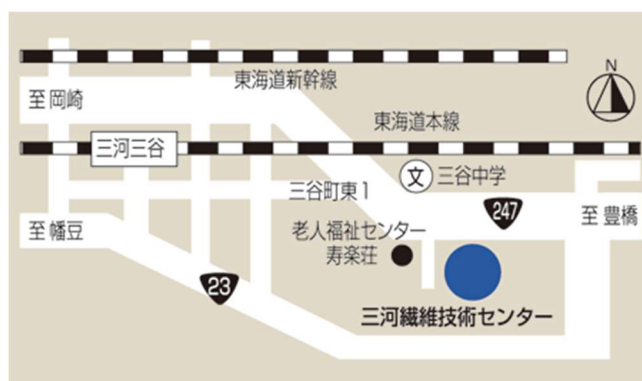 N
東海道新幹線
至 岡崎
東海道本線
三河三谷
文 三谷中学
三谷町東1
247
至 豊橋
至 幡豆
老人福祉センター
寿楽荘
23
三河繊維技術センター